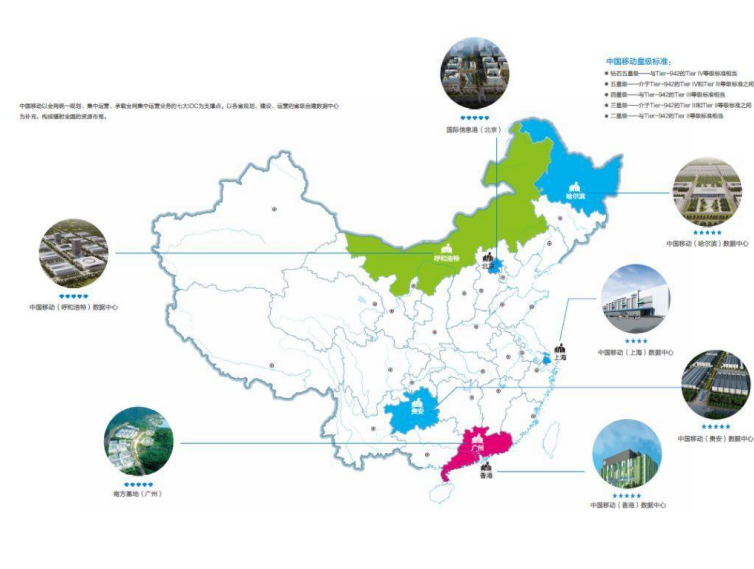 中国移动星级标准：
钻石五星级——与Tier-942的Tier IV等级标准相当
五星级——介于Tier-942的Tier IV和Tier III等级标准之间
四星级——与Tier-942的Tier III等级标准相当
三星级——介于Tier-942的Tier III和Tier II等级标准之间
二星级——与Tier-942的Tier II等级标准相当
中国移动以全网统一规划、集中运营、承载全网集中运营业务的七大IDC为支撑点，以各省规划、建设、运营的省级自建数据中心
为补充，构成辐射全国的资源布局。
国际信息港（北京）
哈尔滨
中国移动（哈尔滨）数据中心
呼和浩特
北京
中国移动（呼和浩特）数据中心
上海
中国移动（上海）数据中心
贵安
中国移动（贵安）数据中心
广州
香港
南方基地（广州）
中国移动（香港）数据中心